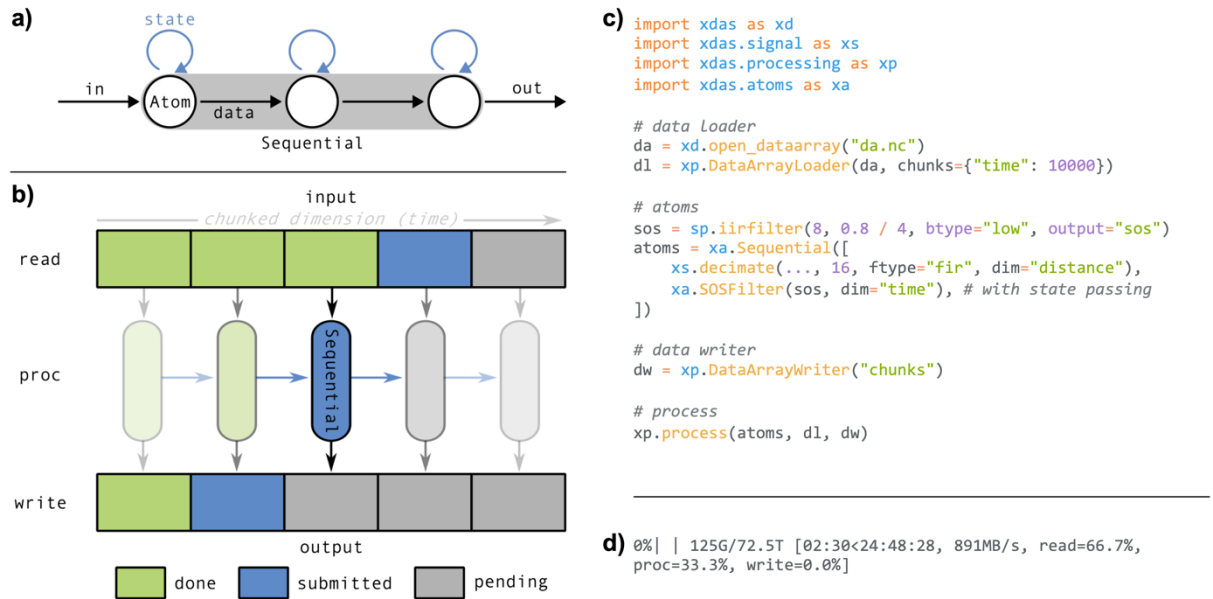 a)
state
in
Atom
data
out
Sequential
b)
input
chunked dimension (time)
read
Sequential
proc
write
output
done
submitted
pending
c)
import xdas as xd
import xdas.signal as xs
import xdas.processing as xp
import xdas.atoms as xa
# data loader
da = xd.open_dataarray("da.nc")
dl = xp.DataArrayLoader(da, chunks={"time": 10000})
# atoms
sos = sp.iirfilter(8, 0.8 / 4, btype="low", output="sos")
atoms = xa.Sequential([
    xs.decimate(..., 16, ftype="fir", dim="distance"),
    xa.SOSFilter(sos, dim="time"), # with state passing
])
# data writer
dw = xp.DataArrayWriter("chunks")
# process
xp.process(atoms, dl, dw)
d)
0%| | 125G/72.5T [02:30<24:48:28, 891MB/s, read=66.7%,
proc=33.3%, write=0.0%]